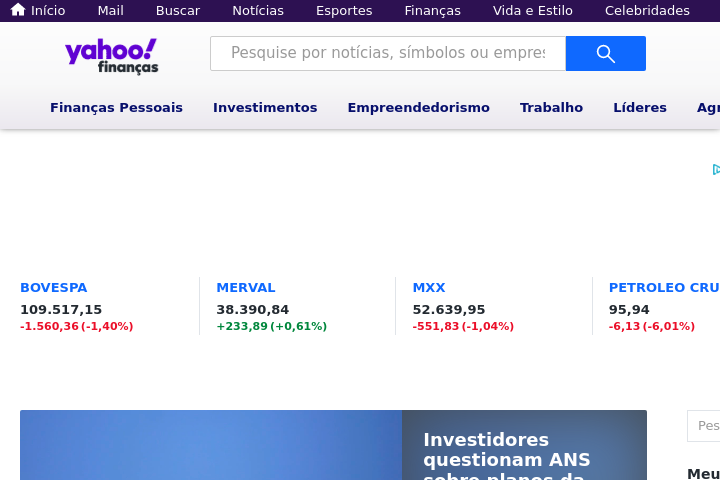 Início Mail Buscar Notícias Esportes Finanças Vida e Estilo Celebridades
yahoo!
finanças
Pesquise por notícias, símbolos ou empres
Finanças Pessoais Investimentos Empreendedorismo Trabalho Líderes Agr
BOVESPA MERVAL MXX PETROLEO CRU
109.517,15 38.390,84 52.639,95 95,94
-1.560,36 (-1,40%) +233,89 (+0,61%) -551,83 (-1,04%) -6,13 (-6,01%)
Pes
Investidores
questionam ANS
sobre planos da
Meu